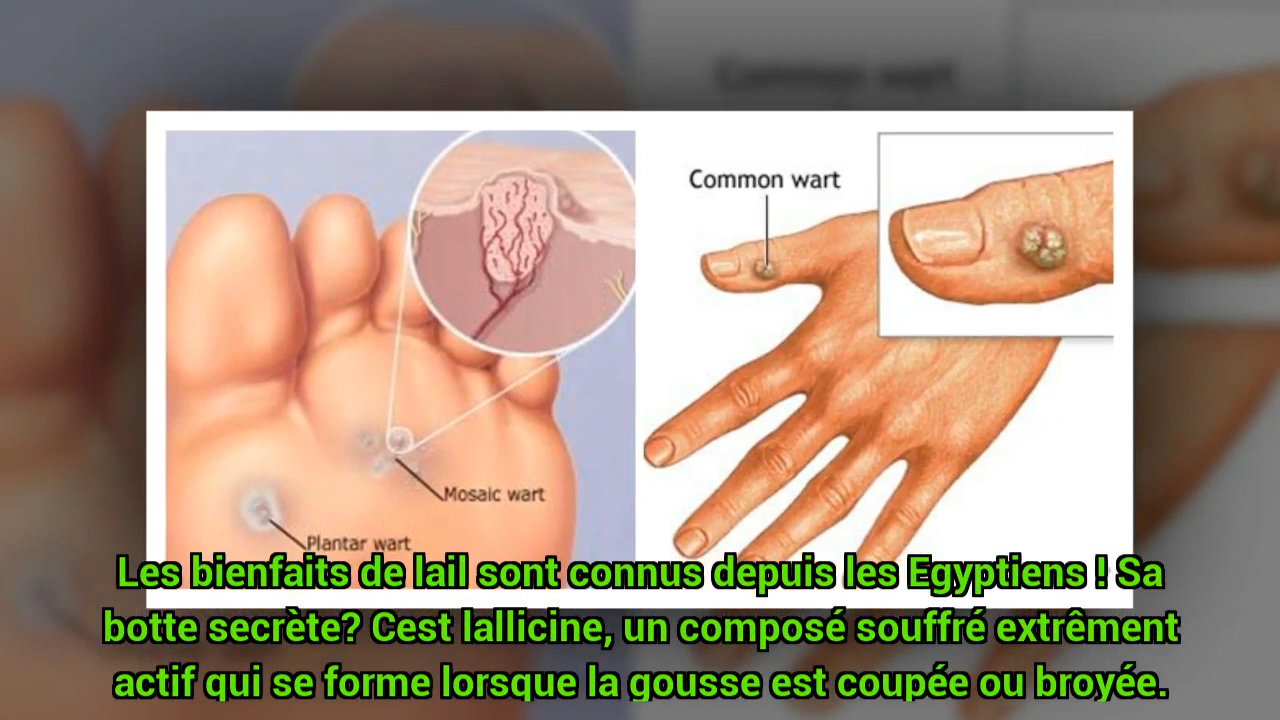 Common wart
Mosaic wart
Plantar wart
Les bienfaits de lail sont connus depuis les Egyptiens ! Sa
botte secrète? Cest lallicine, un composé souffré extrêment
actif qui se forme lorsque la gousse est coupée ou broyée.